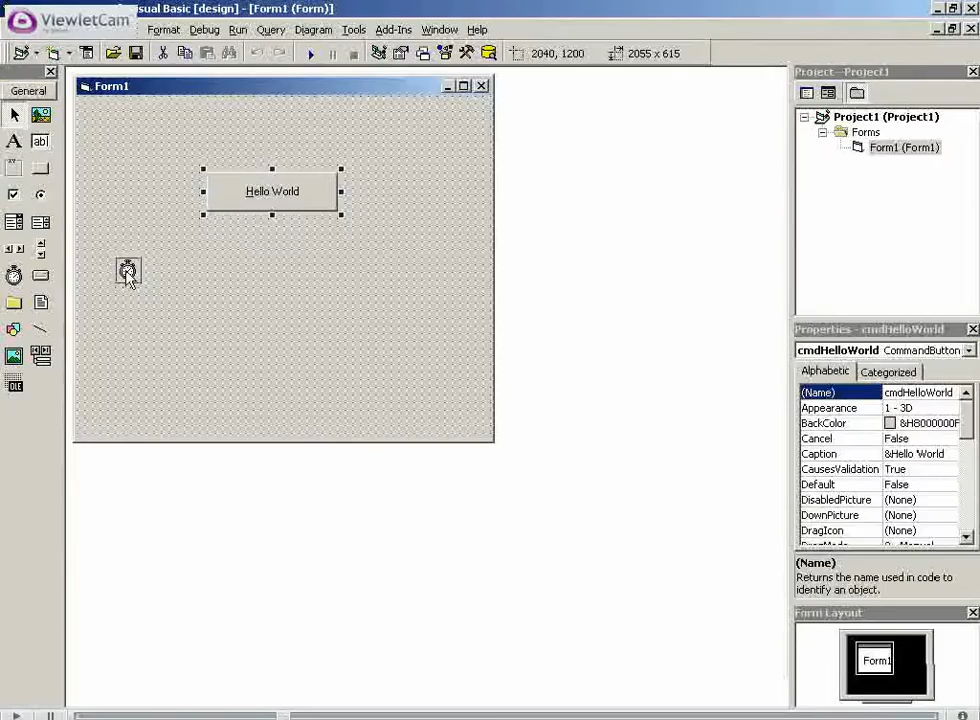 ViewletCam
isual Basic [design] - [Form1 (Form)]
Format Debug Run Query Diagram Tools Add-Ins Window Help
2040, 1200
2055 x 615
General
A
ab|
OLE
Form1
Hello World
Project - Project1
Project1 (Project1)
Forms
Form1 (Form1)
Properties - cmdHelloWorld
cmdHelloWorld CommandButton
Alphabetic Categorized
(Name) cmdHelloWorld
Appearance 1 - 3D
BackColor &H8000000F
Cancel False
Caption &Hello World
CausesValidation True
Default False
DisabledPicture (None)
DownPicture (None)
DragIcon (None)
(Name)
Returns the name used in code to
identify an object.
Form Layout
Form1